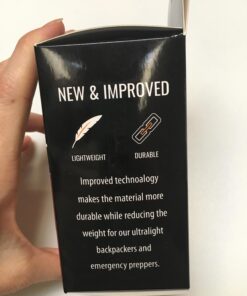 NEW & IMPROVED
LIGHTWEIGHT DURABLE
Improved technoalogy
makes the material more
durable while reducing the
weight for our ultralight
backpackers and
emergency preppers.